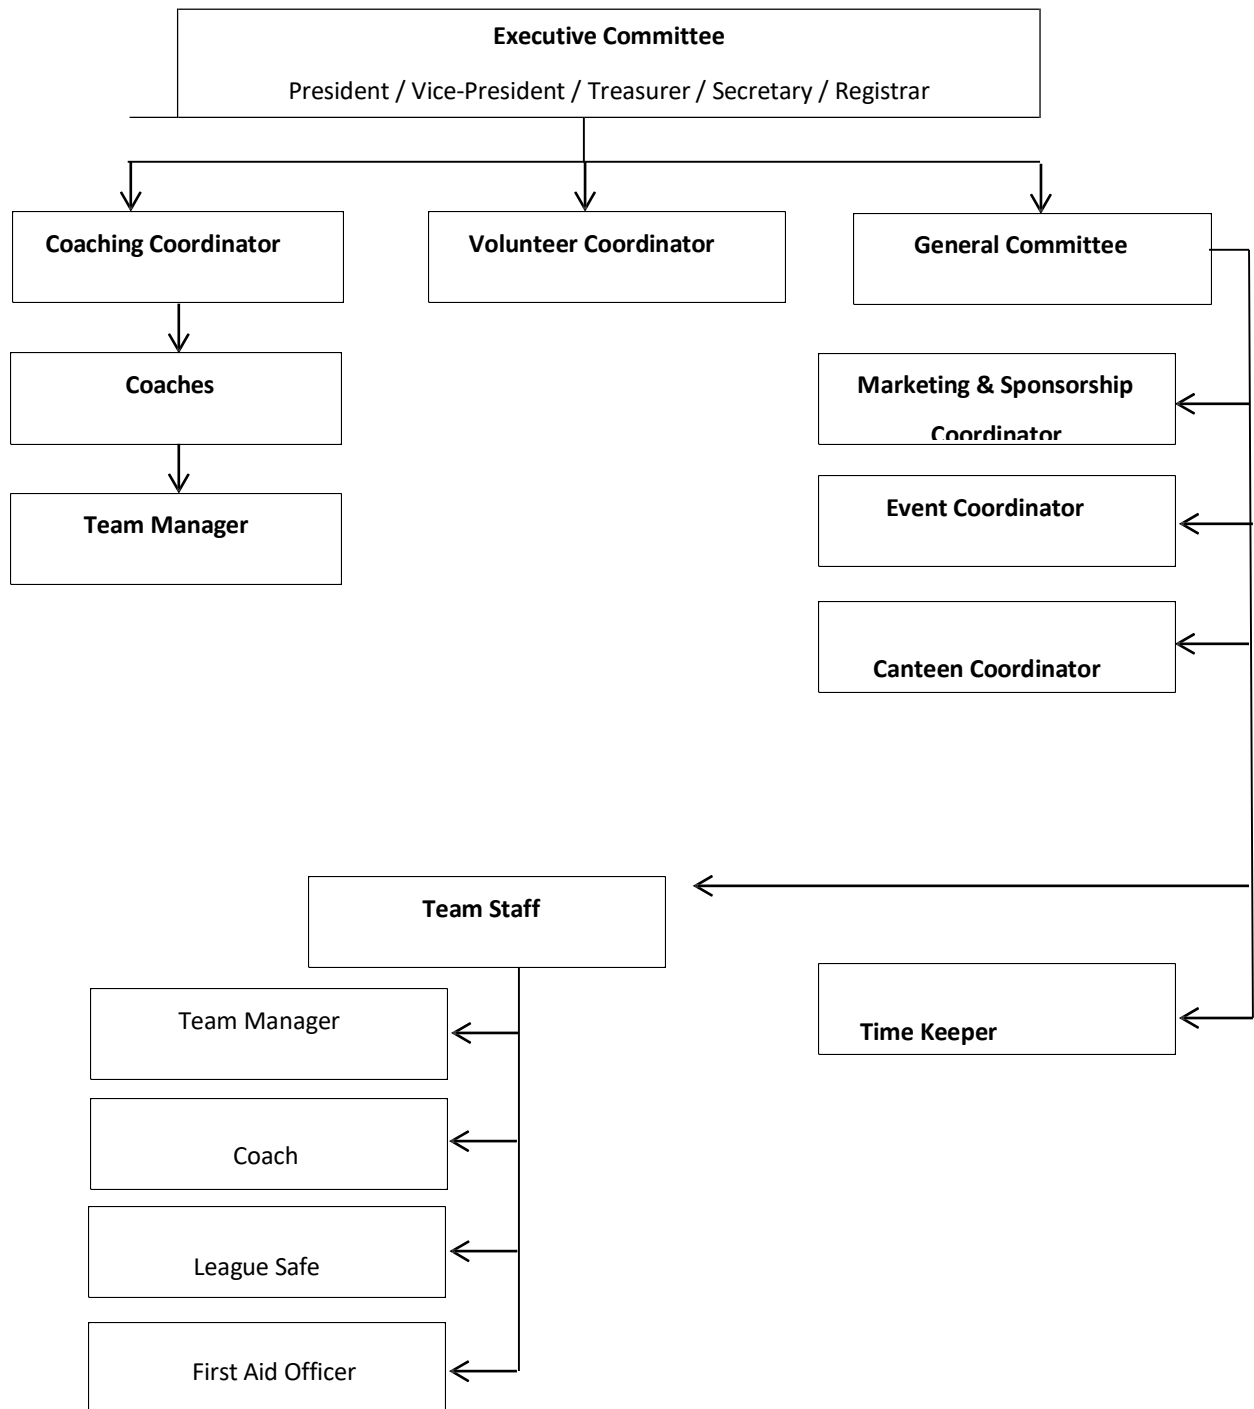 Executive Committee
President / Vice-President / Treasurer / Secretary / Registrar
Coaching Coordinator
Volunteer Coordinator
General Committee
Coaches
Marketing & Sponsorship
Coordinator
Team Manager
Event Coordinator
Canteen Coordinator
Team Staff
Team Manager
Time Keeper
Coach
League Safe
First Aid Officer